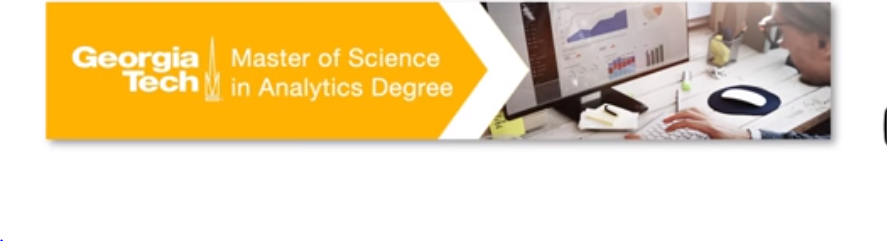 Georgia
Tech
Master of Science
in Analytics Degree